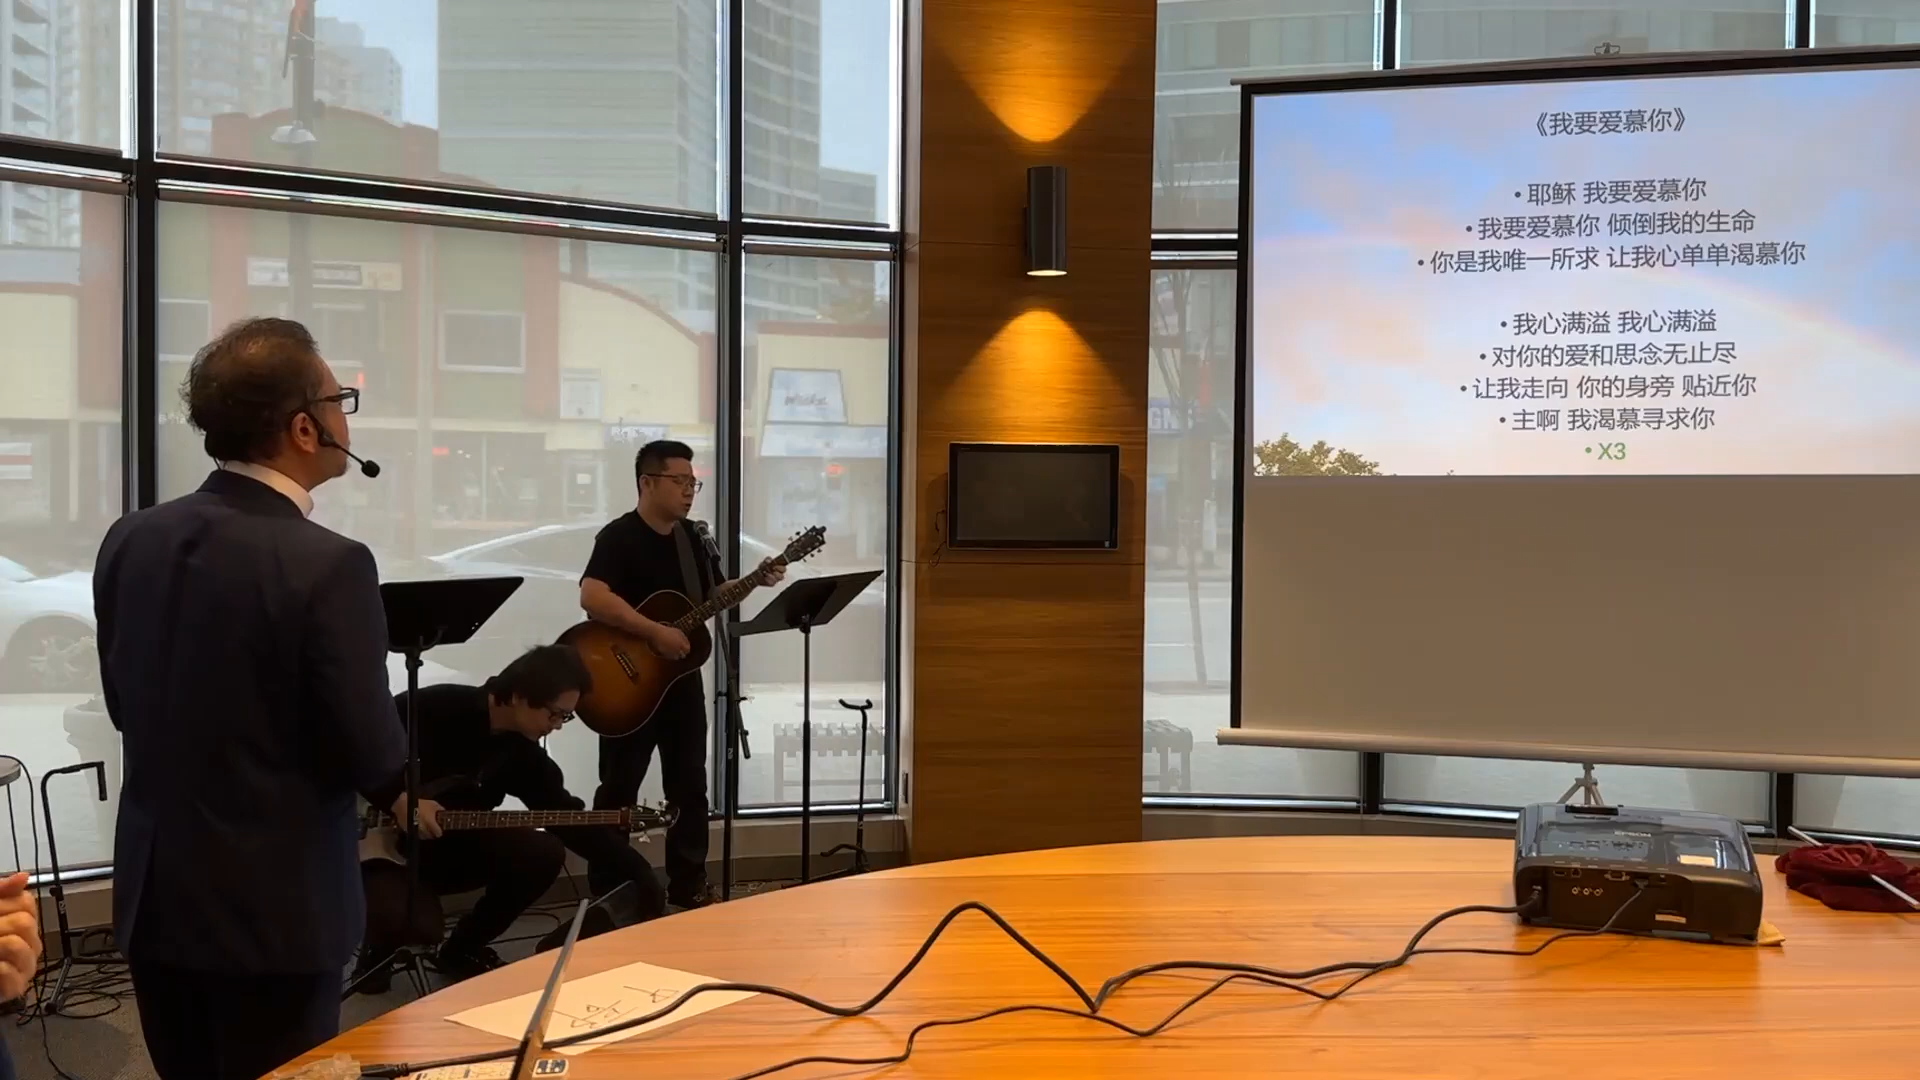 《我要爱慕你》
• 耶稣 我要爱慕你
• 我要爱慕你 倾倒我的生命
• 你是我唯一所求 让我心单单渴慕你
• 我心满溢 我心满溢
• 对你的爱和思念无止尽
• 让我走向 你的身旁 贴近你
• 主啊 我渴慕寻求你
• X3
EPSON